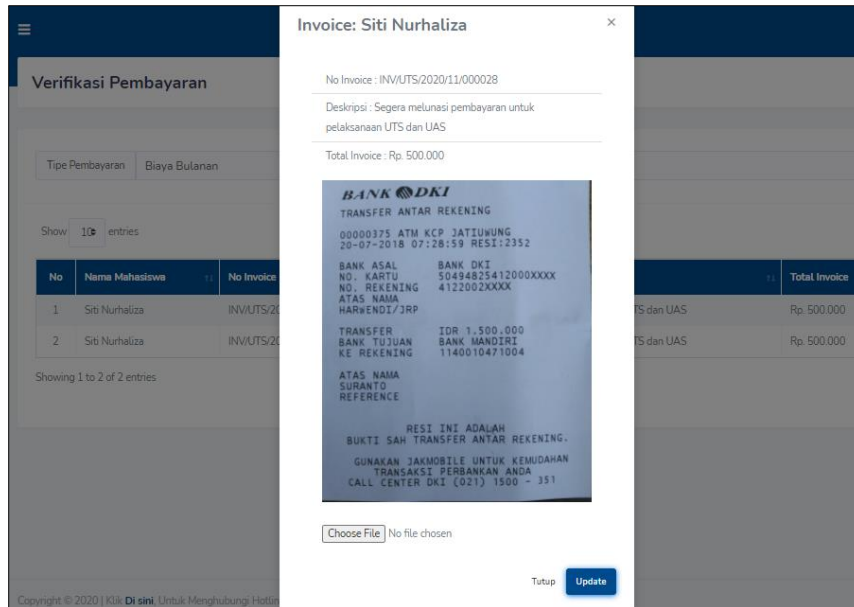 Invoice: Siti Nurhaliza
×
Verifikasi Pembayaran
No Invoice : INV/UTS/2020/11/000028
Deskripsi : Segera melunasi pembayaran untuk
pelaksanaan UTS dan UAS
Total Invoice : Rp. 500.000
Tipe Pembayaran Biaya Bulanan
Show 10 entries
No Nama Mahasiswa No Invoice Total Invoice
1 Siti Nurhaliza INV/UTS/20 TS dan UAS Rp. 500.000
2 Siti Nurhaliza INV/UTS/20 TS dan UAS Rp. 500.000
Showing 1 to 2 of 2 entries
BANK DKI
TRANSFER ANTAR REKENING
00000375 ATM KCP JATIUWUNG
20-07-2018 07:28:59 RESI:2352
BANK ASAL BANK DKI
NO. KARTU 50494825412000XXXX
NO. REKENING 4122002XXXX
ATAS NAMA
HARWENDI/JRP
TRANSFER IDR 1.500.000
BANK TUJUAN BANK MANDIRI
KE REKENING 1140010471004
ATAS NAMA
SURANTO
REFERENCE
RESI INI ADALAH
BUKTI SAH TRANSFER ANTAR REKENING.
GUNAKAN JAKMOBILE UNTUK KEMUDAHAN
TRANSAKSI PERBANKAN ANDA
CALL CENTER DKI (021) 1500 - 351
Choose File No file chosen
Tutup Update
Copyright © 2020 | Klik Di sini, Untuk Menghubungi Hotlin